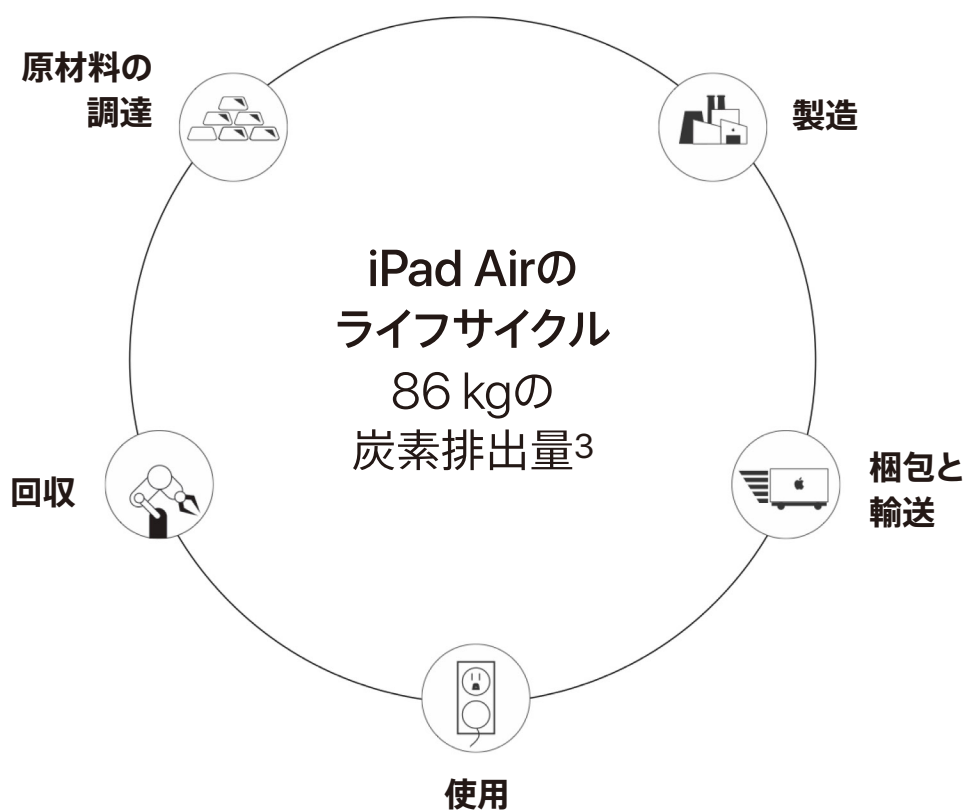 原材料の
調達
製造
iPad Airの
ライフサイクル
86 kgの
炭素排出量3
回収
梱包と
輸送
使用